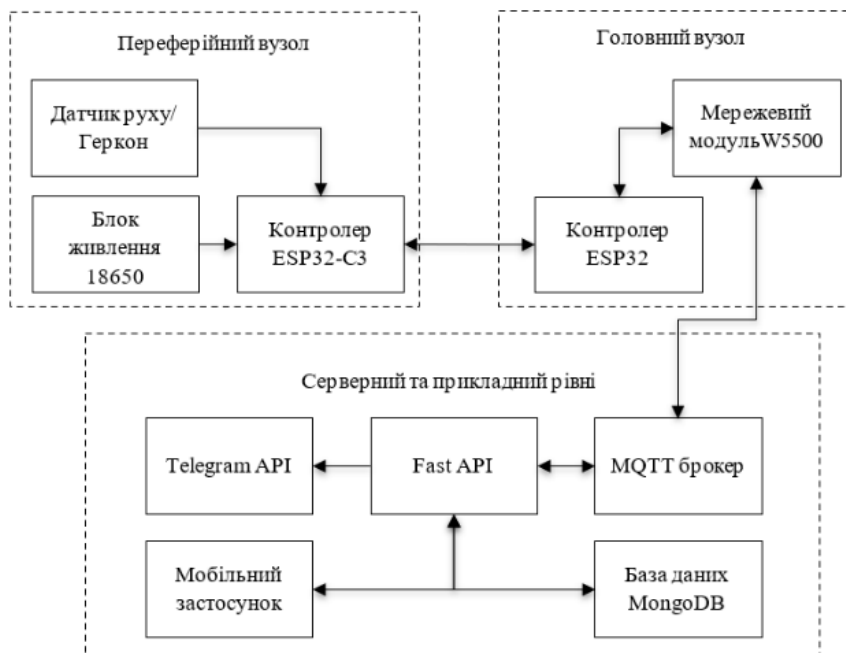 Переферійний вузол
Головний вузол
Датчик руху/
Геркон
Мережевий
модуль W5500
Блок
живлення
18650
Контролер
ESP32-C3
Контролер
ESP32
Серверний та прикладний рівні
Telegram API
Fast API
MQTT брокер
Мобільний
застосунок
База даних
MongoDB